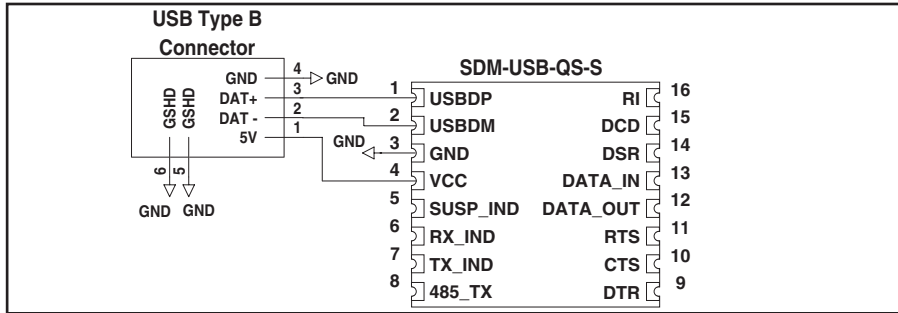 USB Type B
Connector
GND 4 GND
DAT+ 3
DAT - 2
5V 1
GSHD
GSHD
6
5
GND GND
SDM-USB-QS-S
1 USBDP RI 16
2 USBDM DCD 15
GND 3 GND DSR 14
4 VCC DATA_IN 13
5 SUSP_IND DATA_OUT 12
6 RX_IND RTS 11
7 TX_IND CTS 10
8 485_TX DTR 9